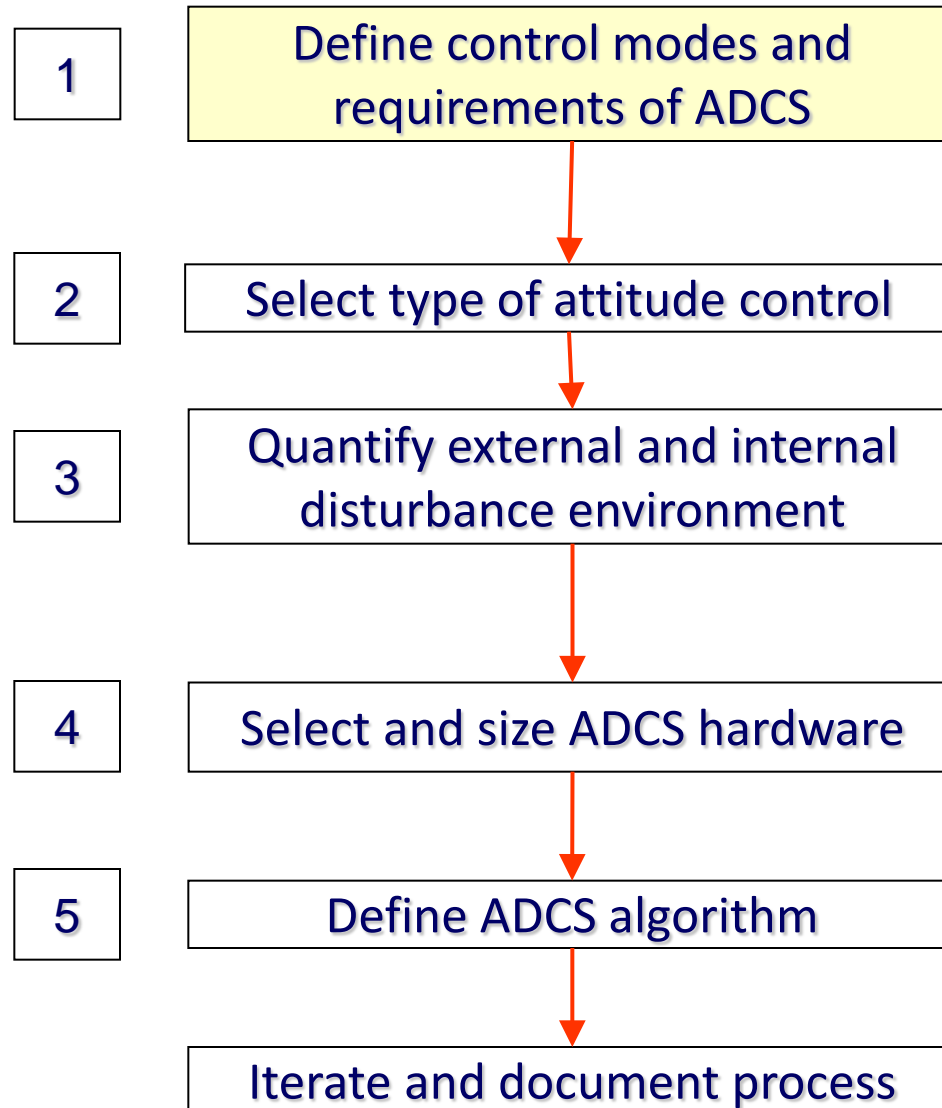 1
Define control modes and
requirements of ADCS
2
Select type of attitude control
3
Quantify external and internal
disturbance environment
4
Select and size ADCS hardware
5
Define ADCS algorithm
Iterate and document process